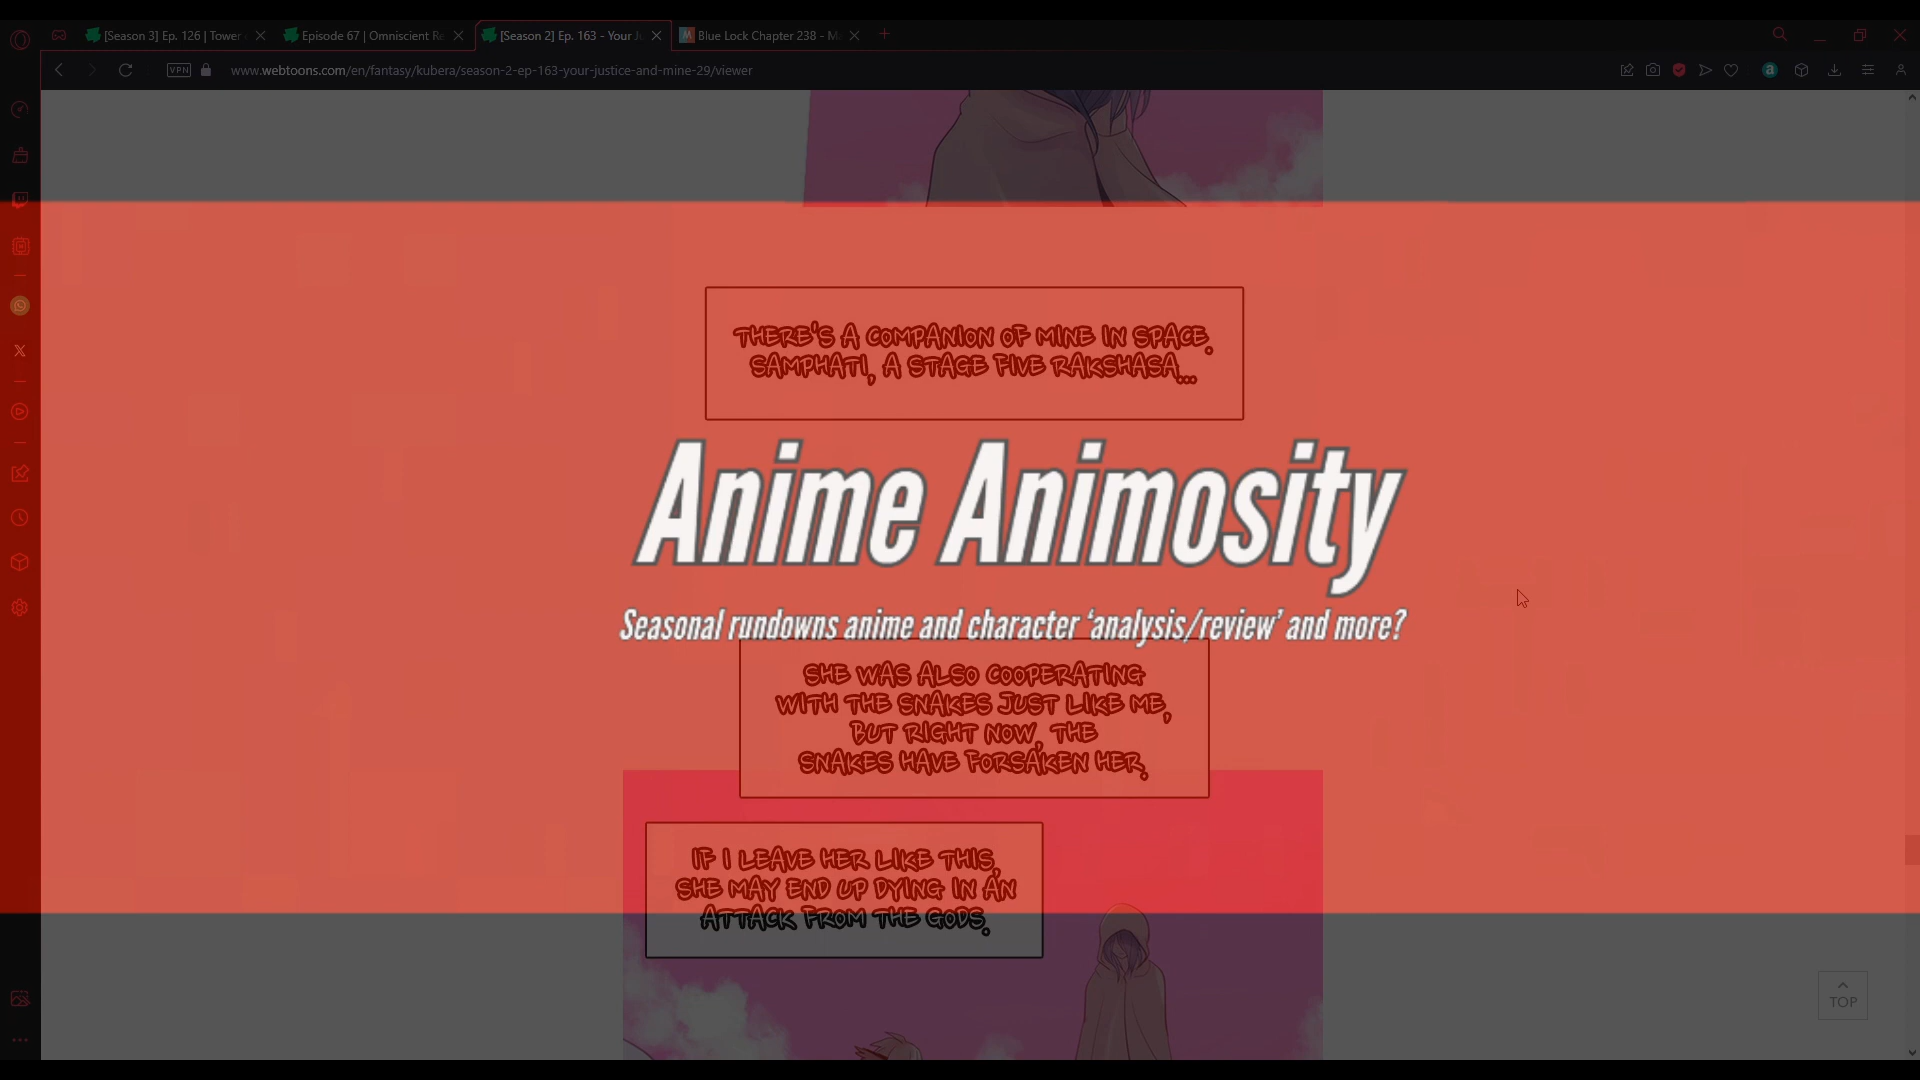 [Season 3] Ep. 126 | Tower
Episode 67 | Omniscient Re
[Season 2] Ep. 163 - Your Ju
Blue Lock Chapter 238 - M
VPN
www.webtoons.com/en/fantasy/kubera/season-2-ep-163-your-justice-and-mine-29/viewer
THERE'S A COMPANION OF MINE IN SPACE.
SAMPHATI, A STAGE FIVE RAKSHASA...
Anime Animosity
Seasonal rundowns anime and character ‘analysis/review’ and more?
SHE WAS ALSO COOPERATING
WITH THE SNAKES JUST LIKE ME,
BUT RIGHT NOW, THE
SNAKES HAVE FORSAKEN HER.
IF I LEAVE HER LIKE THIS,
SHE MAY END UP DYING IN AN
ATTACK FROM THE GODS.
TOP